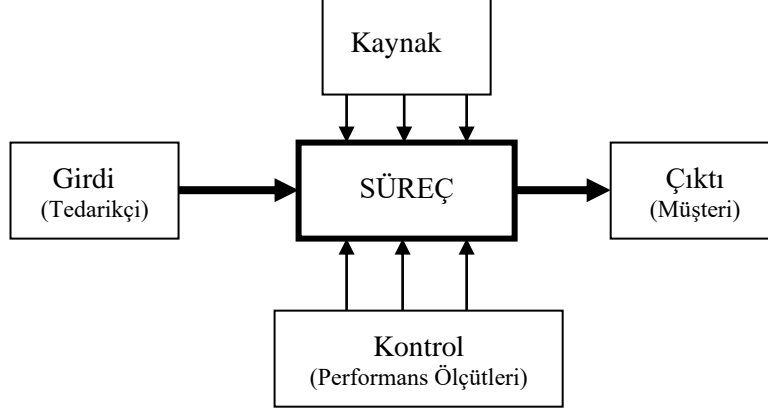 Kaynak
Girdi
(Tedarikçi)
SÜREÇ
Çıktı
(Müşteri)
Kontrol
(Performans Ölçütleri)